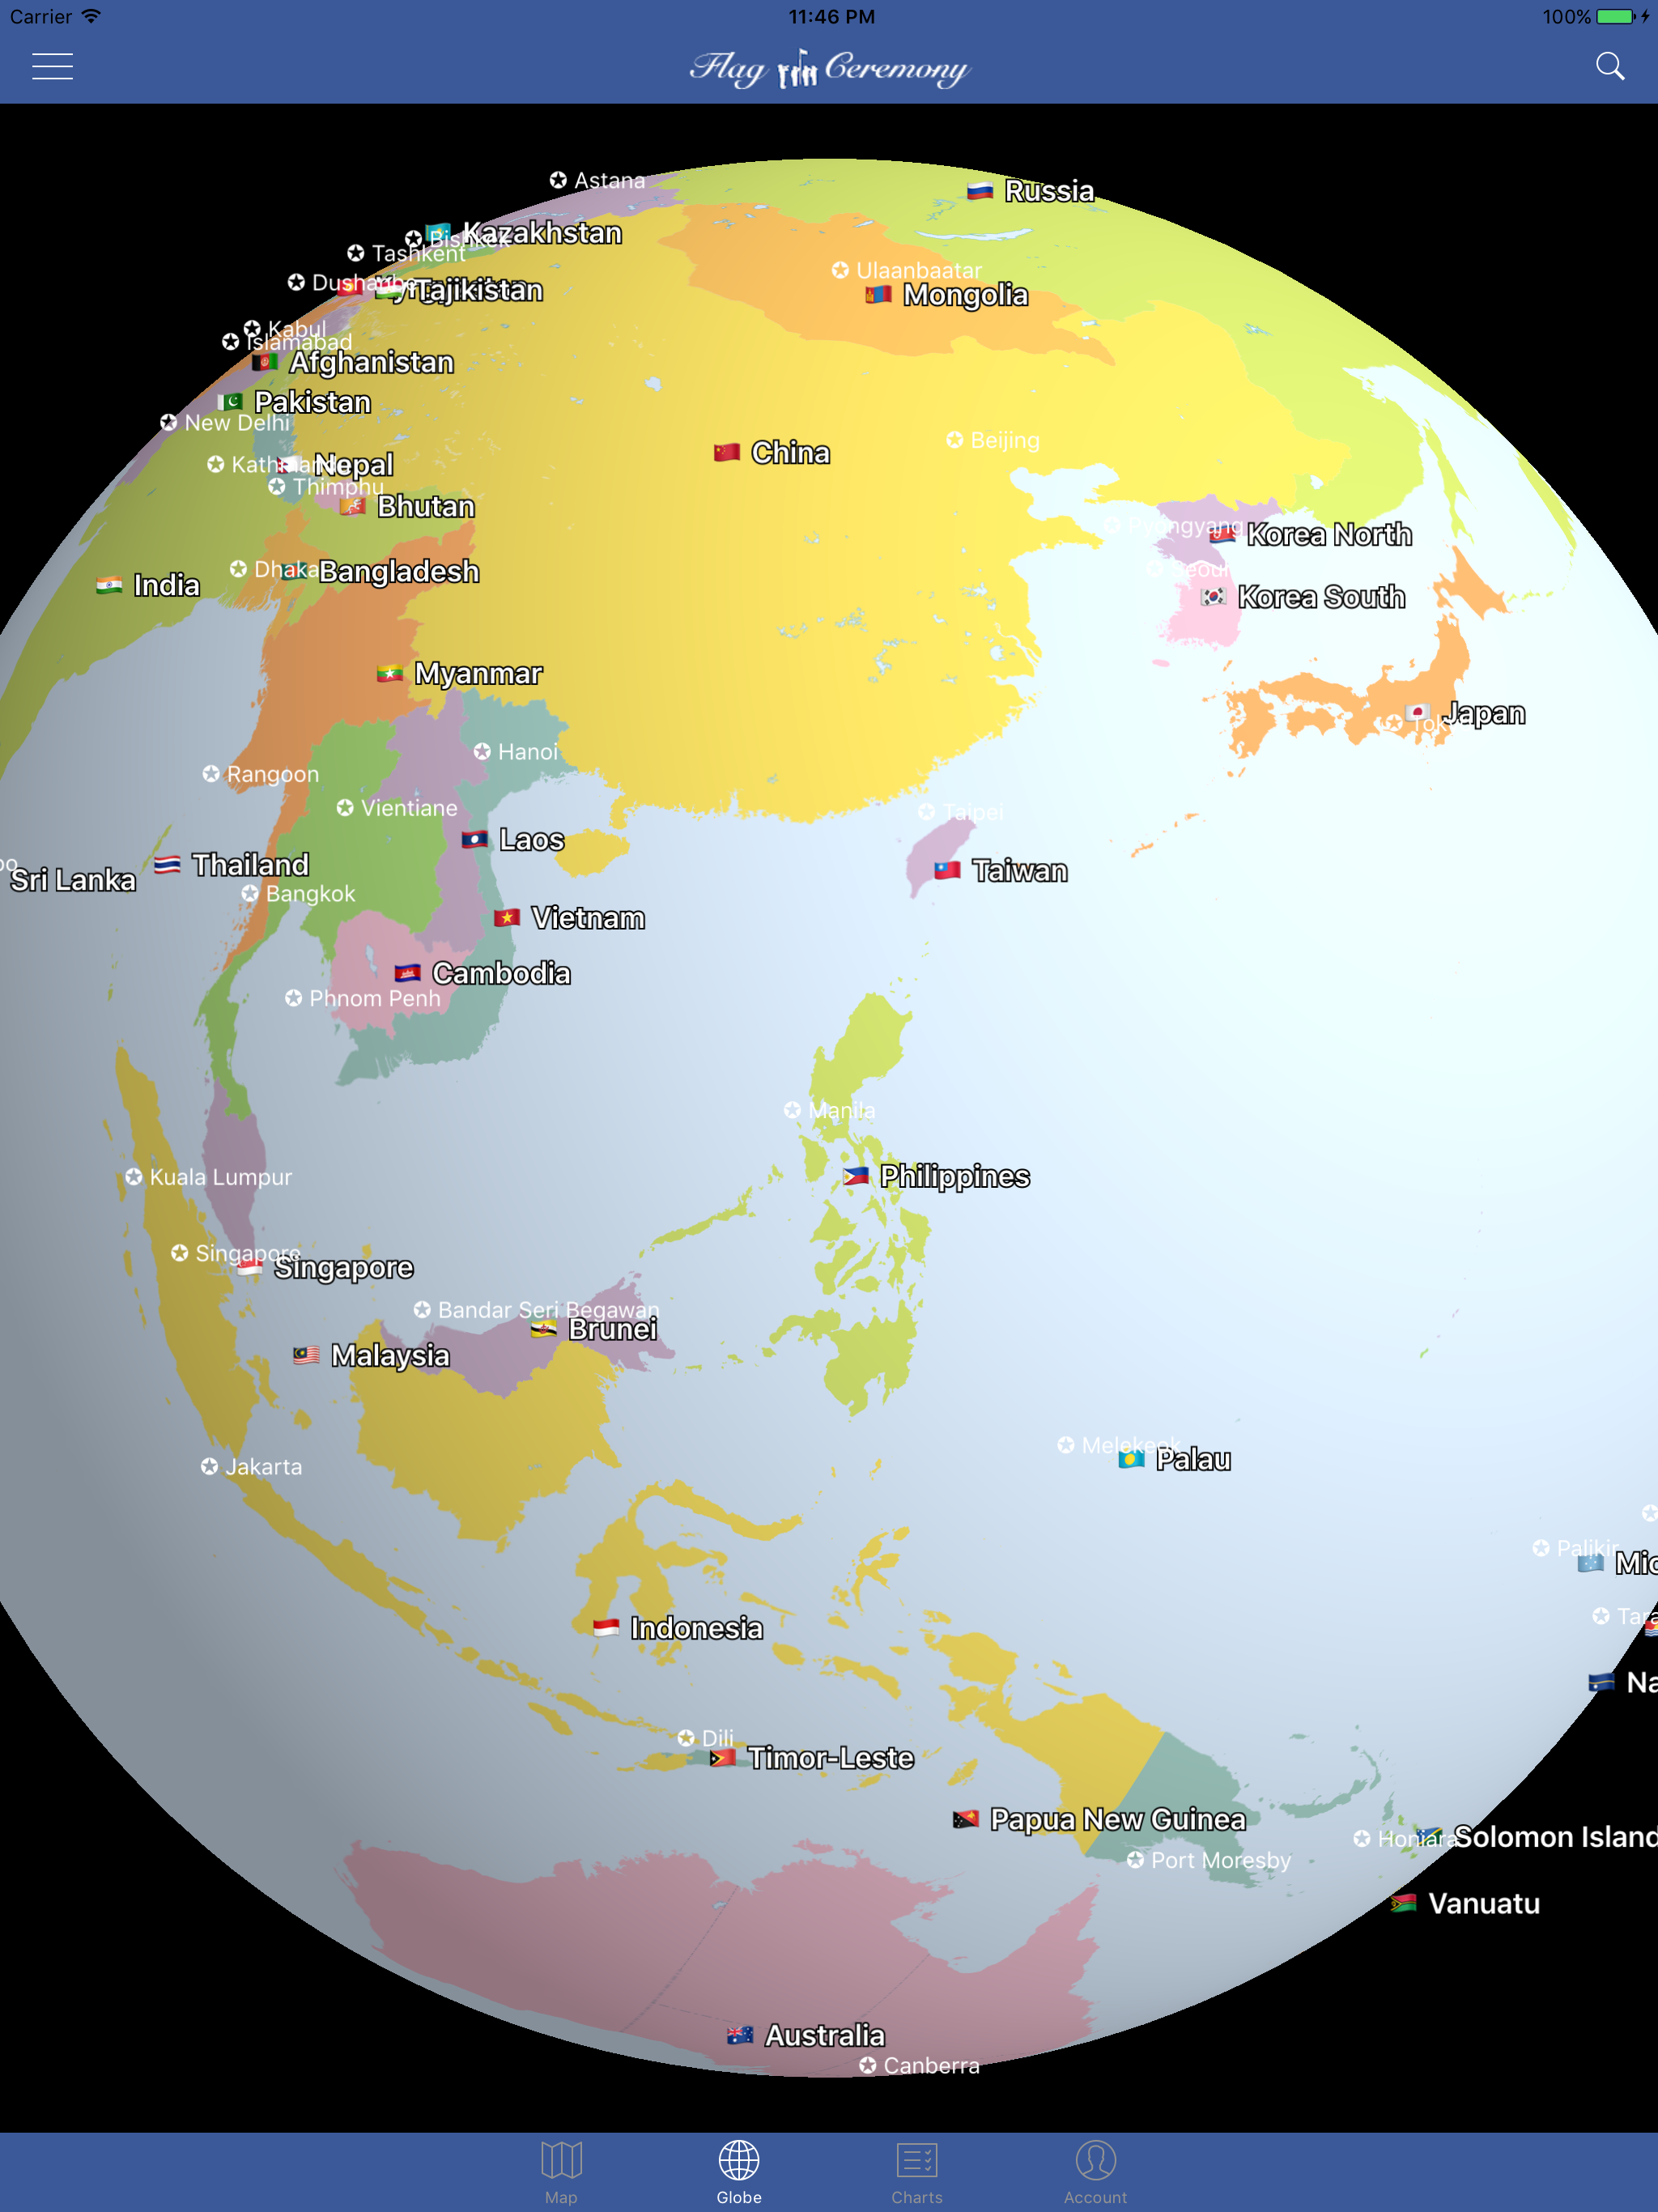 Carrier
11:46 PM
100%
Flag Ceremony
Astana
Russia
Kazakhstan
Bishkek
Tashkent
Ulaanbaatar
Dushanbe
Tajikistan
Mongolia
Kabul
Islamabad
Afghanistan
Pakistan
New Delhi
Beijing
China
Kathmandu
Nepal
Thimphu
Bhutan
Pyongyang
Korea North
Dhaka
Bangladesh
Seoul
India
Korea South
Myanmar
Japan
Hanoi
Rangoon
Vientiane
Taipei
Laos
Thailand
Taiwan
Sri Lanka
Bangkok
Vietnam
Cambodia
Phnom Penh
Manila
Kuala Lumpur
Philippines
Singapore
Singapore
Bandar Seri Begawan
Brunei
Malaysia
Melekeok
Palau
Jakarta
Palikir
Indonesia
Dili
Timor-Leste
Papua New Guinea
Honiara
Solomon Island
Port Moresby
Vanuatu
Australia
Canberra
Map
Globe
Charts
Account